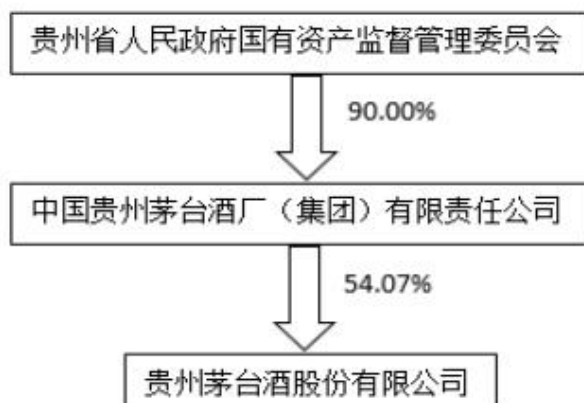 贵州省人民政府国有资产监督管理委员会
90.00%
中国贵州茅台酒厂（集团）有限责任公司
54.07%
贵州茅台酒股份有限公司